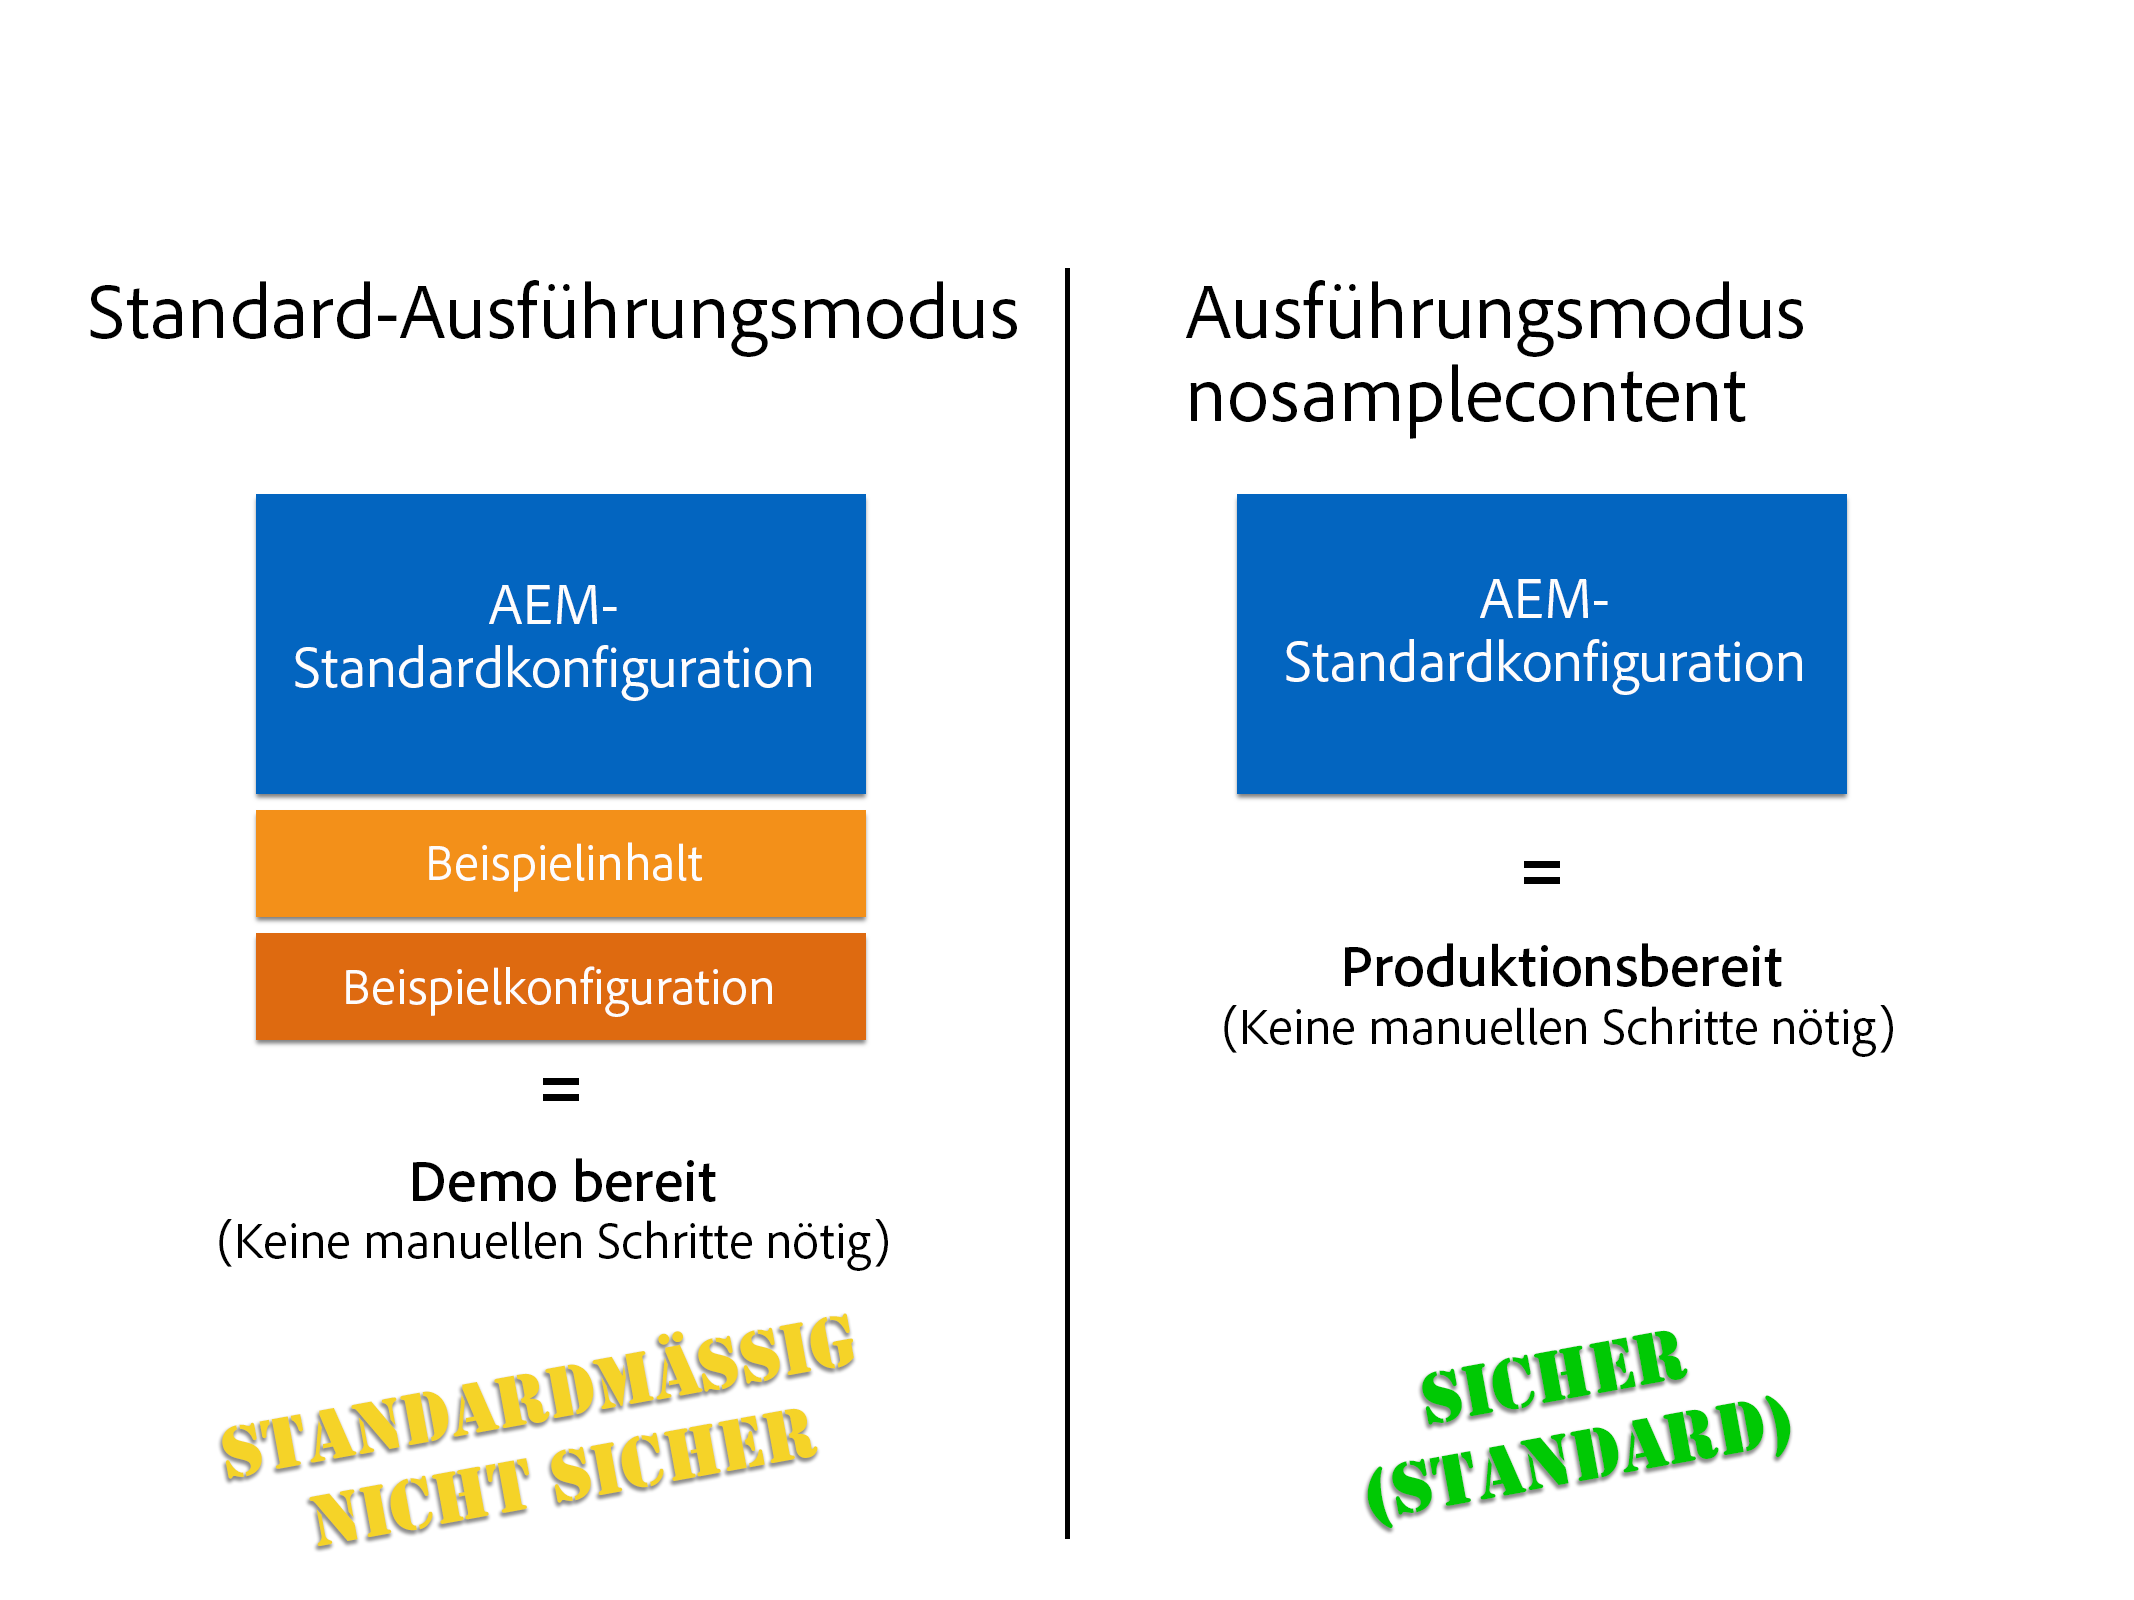 Standard-Ausführungsmodus
AEM-
Standardkonfiguration
Beispielinhalt
Beispielkonfiguration
=
Demo bereit
(Keine manuellen Schritte nötig)
STANDARDMÄSSIG
NICHT SICHER
Ausführungsmodus
nosamplecontent
AEM-
Standardkonfiguration
=
Produktionsbereit
(Keine manuellen Schritte nötig)
SICHER
(STANDARD)